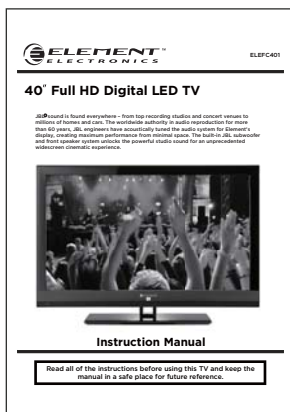 ELEMENT™
ELECTRONICS
ELEFC401
40" Full HD Digital LED TV
JBL® sound is found everywhere – from top recording studios and concert venues to
millions of homes and cars. The worldwide authority in audio reproduction for more
than 60 years, JBL engineers have acoustically tuned the audio system for Element's
display, creating maximum performance from minimal space. The built-in JBL subwoofer
and front speaker system unlocks the powerful studio sound for an unprecedented
widescreen cinematic experience.
Instruction Manual
Read all of the instructions before using this TV and keep the
manual in a safe place for future reference.